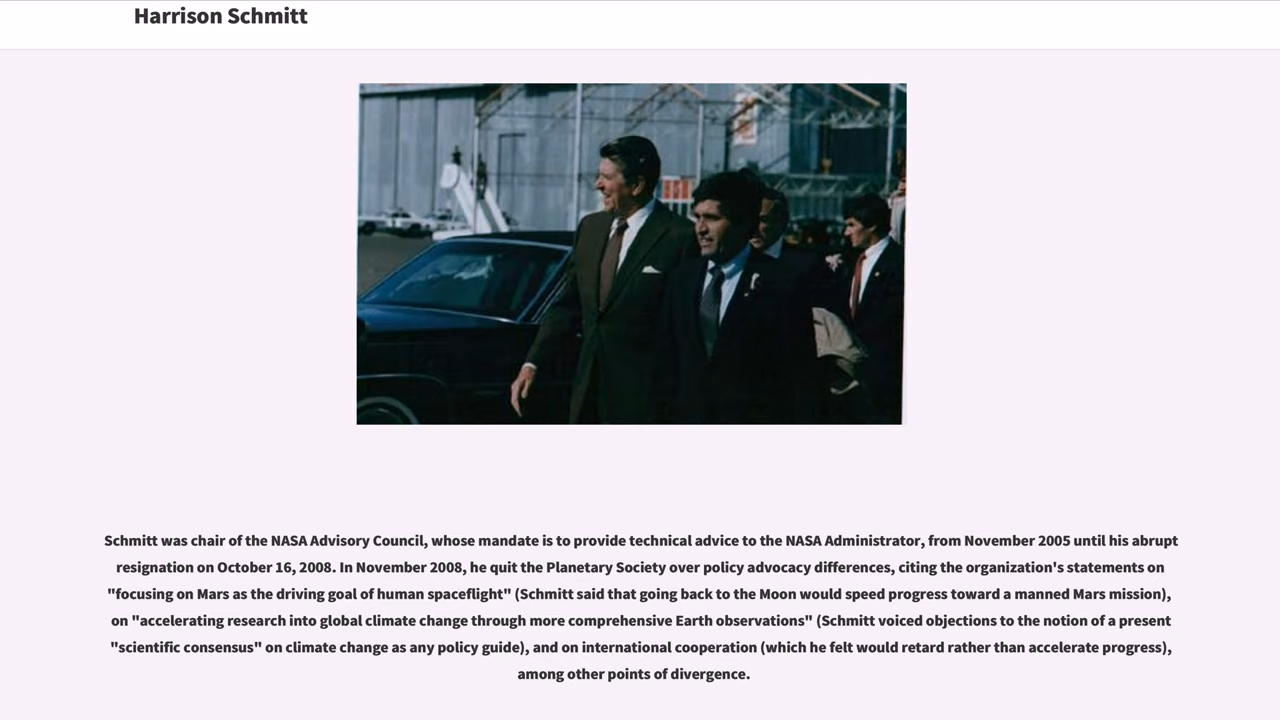 Harrison Schmitt
Schmitt was chair of the NASA Advisory Council, whose mandate is to provide technical advice to the NASA Administrator, from November 2005 until his abrupt
resignation on October 16, 2008. In November 2008, he quit the Planetary Society over policy advocacy differences, citing the organization's statements on
"focusing on Mars as the driving goal of human spaceflight" (Schmitt said that going back to the Moon would speed progress toward a manned Mars mission),
on "accelerating research into global climate change through more comprehensive Earth observations" (Schmitt voiced objections to the notion of a present
"scientific consensus" on climate change as any policy guide), and on international cooperation (which he felt would retard rather than accelerate progress),
among other points of divergence.